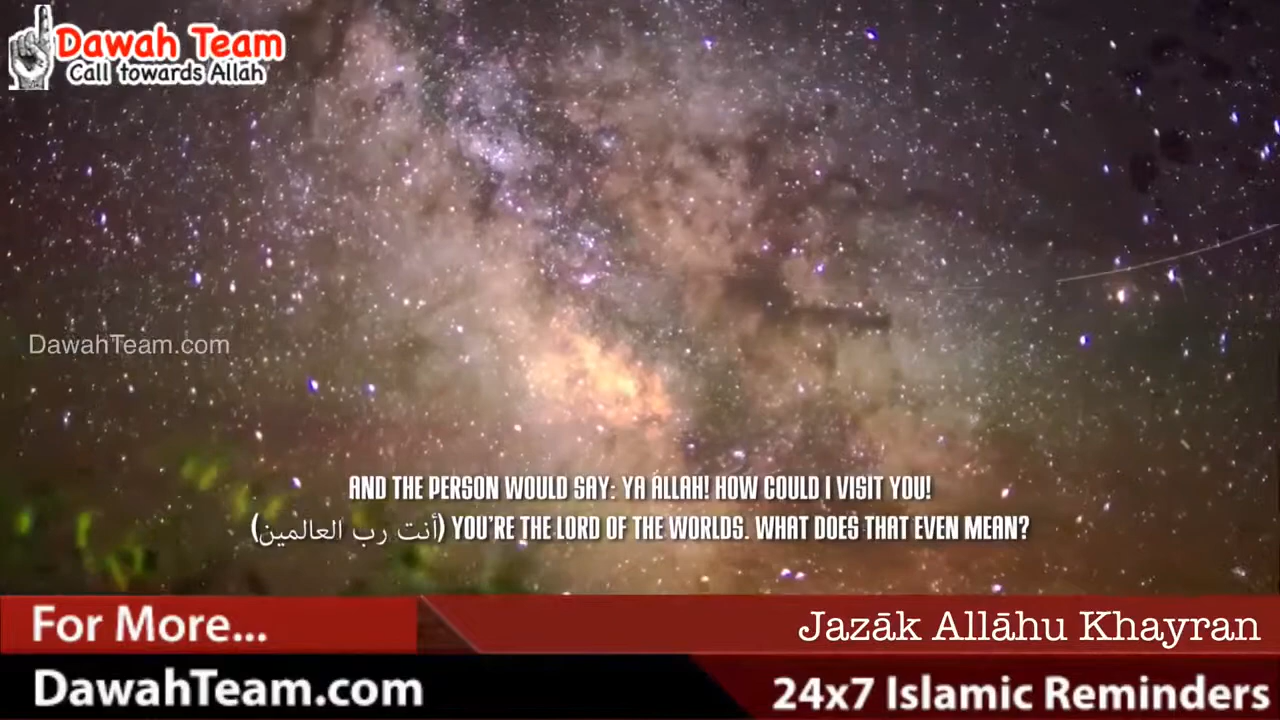 Dawah Team
Call towards Allah
DawahTeam.com
AND THE PERSON WOULD SAY: YA ALLAH! HOW COULD I VISIT YOU!
(أنت رب العالمين) YOU'RE THE LORD OF THE WORLDS. WHAT DOES THAT EVEN MEAN?
For More...
Jazāk Allāhu Khayran
DawahTeam.com
24x7 Islamic Reminders